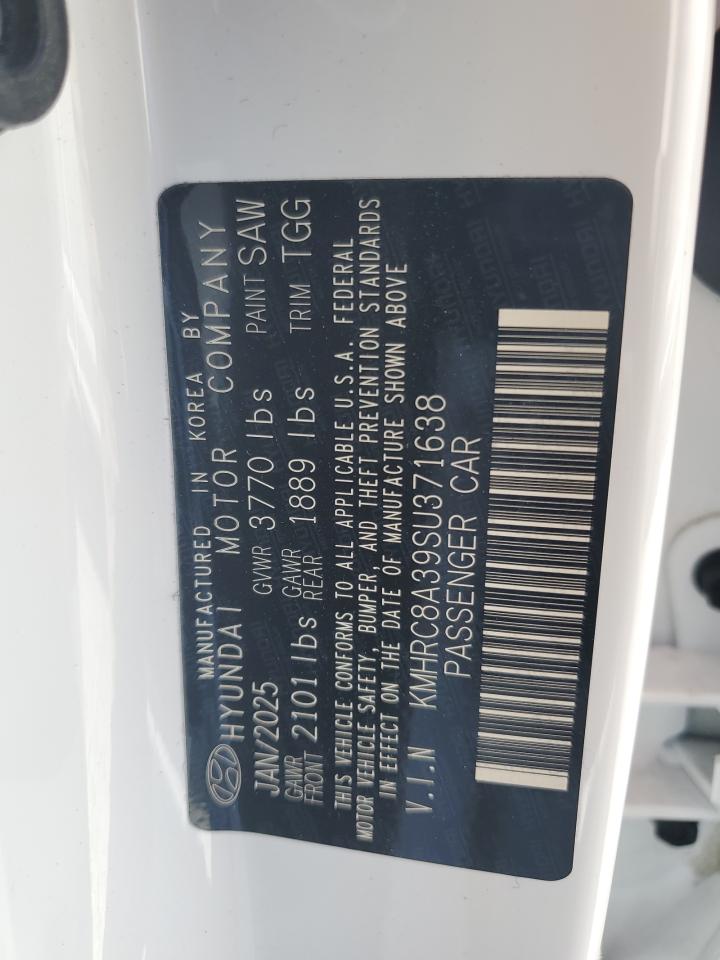 MANUFACTURED IN KOREA BY
HYUNDAI MOTOR COMPANY
JAN/2025 GVWR 3770 lbs PAINT SAW
GAWR FRONT 2101 lbs GAWR REAR 1889 lbs TRIM TGG
THIS VEHICLE CONFORMS TO ALL APPLICABLE U.S.A. FEDERAL
MOTOR VEHICLE SAFETY, BUMPER, AND THEFT PREVENTION STANDARDS
IN EFFECT ON THE DATE OF MANUFACTURE SHOWN ABOVE
V.I.N KMHRC8A39SU371638
PASSENGER CAR